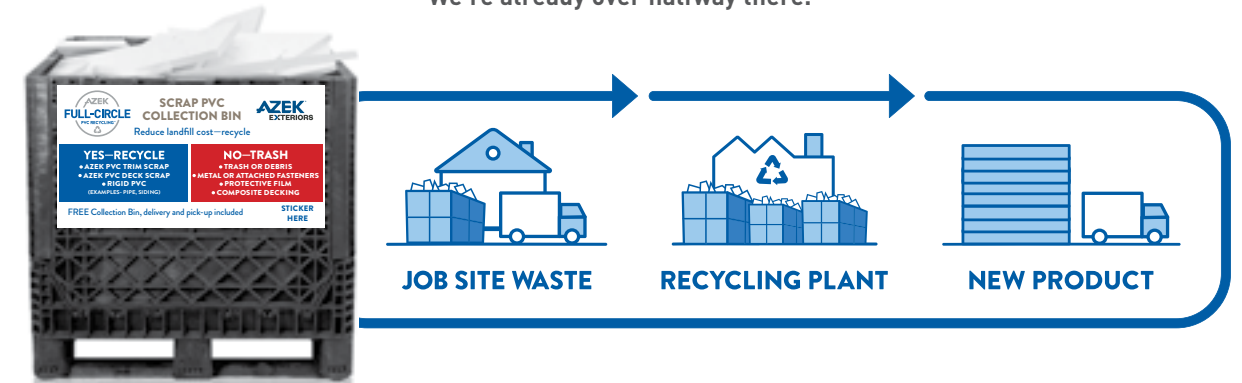 We're already over halfway there.
AZEK
FULL-CIRCLE
PVC RECYCLING
SCRAP PVC
COLLECTION BIN
AZEK
EXTERIORS
Reduce landfill cost—recycle
YES—RECYCLE
• AZEK PVC TRIM SCRAP
• AZEK PVC DECK SCRAP
• RIGID PVC
(EXAMPLES- PIPE, SIDING)
NO—TRASH
• TRASH OR DEBRIS
• METAL OR ATTACHED FASTENERS
• PROTECTIVE FILM
• COMPOSITE DECKING
FREE Collection Bin, delivery and pick-up included
STICKER
HERE
JOB SITE WASTE
RECYCLING PLANT
NEW PRODUCT